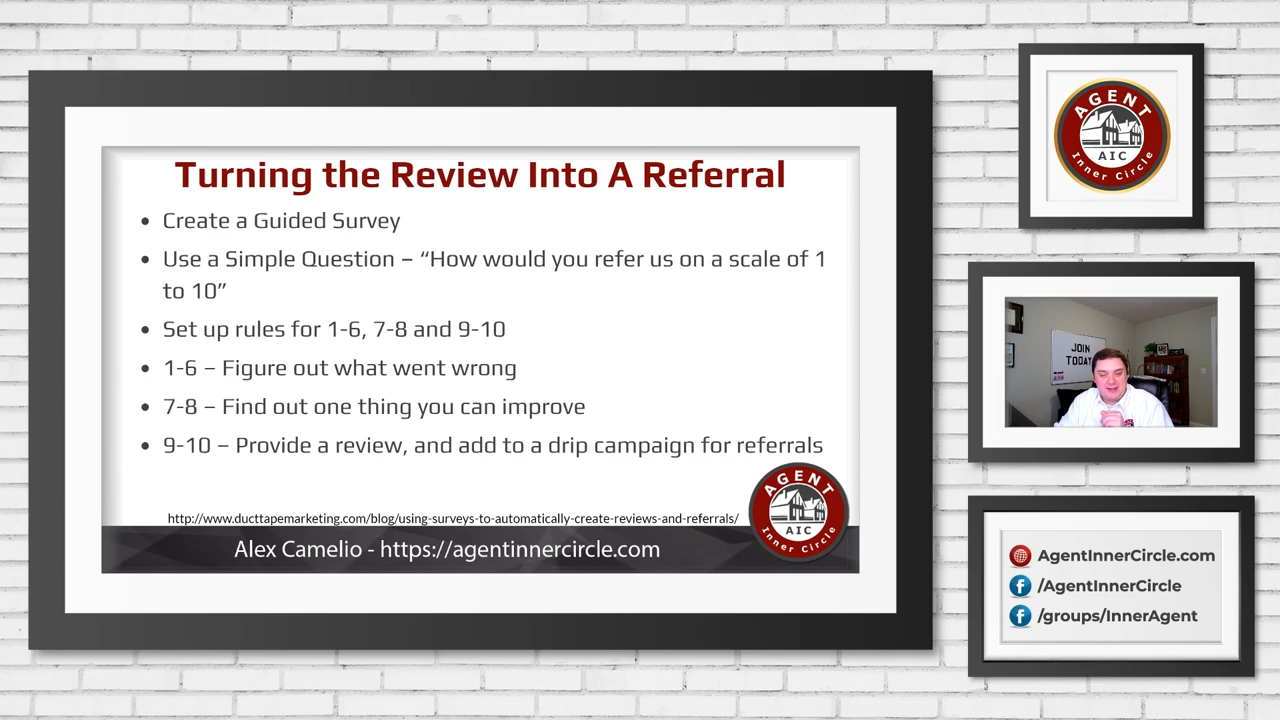 Turning the Review Into A Referral
• Create a Guided Survey
• Use a Simple Question – “How would you refer us on a scale of 1
to 10”
• Set up rules for 1-6, 7-8 and 9-10
• 1-6 – Figure out what went wrong
• 7-8 – Find out one thing you can improve
• 9-10 – Provide a review, and add to a drip campaign for referrals
http://www.ducttapemarketing.com/blog/using-surveys-to-automatically-create-reviews-and-referrals/
Alex Camelio - https://agentinnercircle.com
AGENT
AIC
Inner Circle
AGENT
AIC
Inner Circle
JOIN
TODAY
AgentInnerCircle.com
/AgentInnerCircle
/groups/InnerAgent